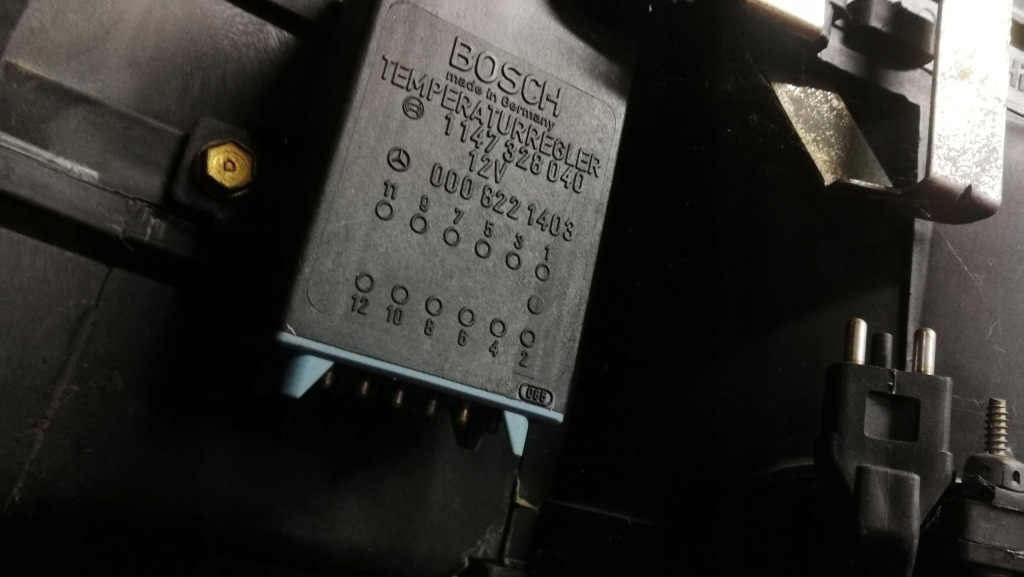 BOSCH
made in Germany
TEMPERATURREGLER
1 147 328 040
12V
000 822 1403
11 9 7 5 3 1
12 10 8 6 4 2